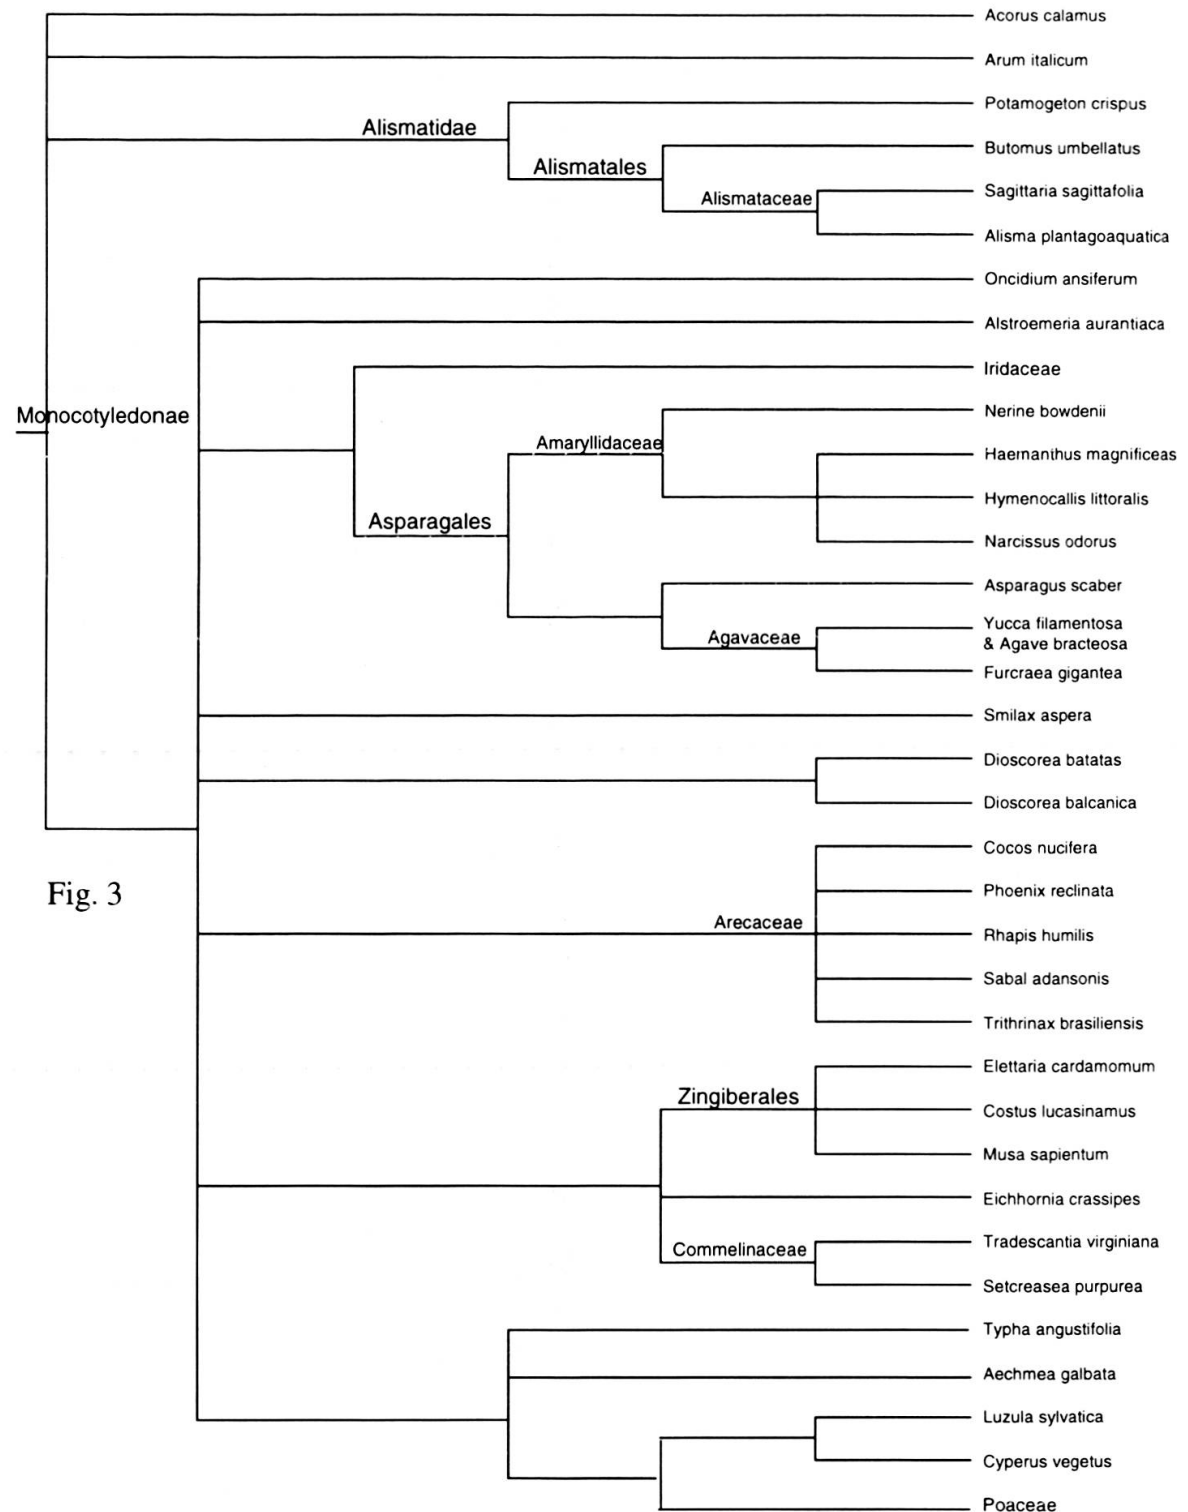 Acorus calamus
Arum italicum
Potamogeton crispus
Alismatidae
Butomus umbellatus
Alismatales
Sagittaria sagittafolia
Alismataceae
Alisma plantagoaquatica
Oncidium ansiferum
Alstroemeria aurantiaca
Iridaceae
Monocotyledonae
Nerine bowdenii
Amaryllidaceae
Haemanthus magnificeas
Hymenocallis littoralis
Asparagales
Narcissus odorus
Asparagus scaber
Yucca filamentosa
& Agave bracteosa
Agavaceae
Furcraea gigantea
Smilax aspera
Dioscorea batatas
Dioscorea balcanica
Cocos nucifera
Fig. 3
Phoenix reclinata
Arecaceae
Rhapis humilis
Sabal adansonis
Trithrinax brasiliensis
Elettaria cardamomum
Zingiberales
Costus lucasinamus
Musa sapientum
Eichhornia crassipes
Tradescantia virginiana
Commelinaceae
Setcreasea purpurea
Typha angustifolia
Aechmea galbata
Luzula sylvatica
Cyperus vegetus
Poaceae